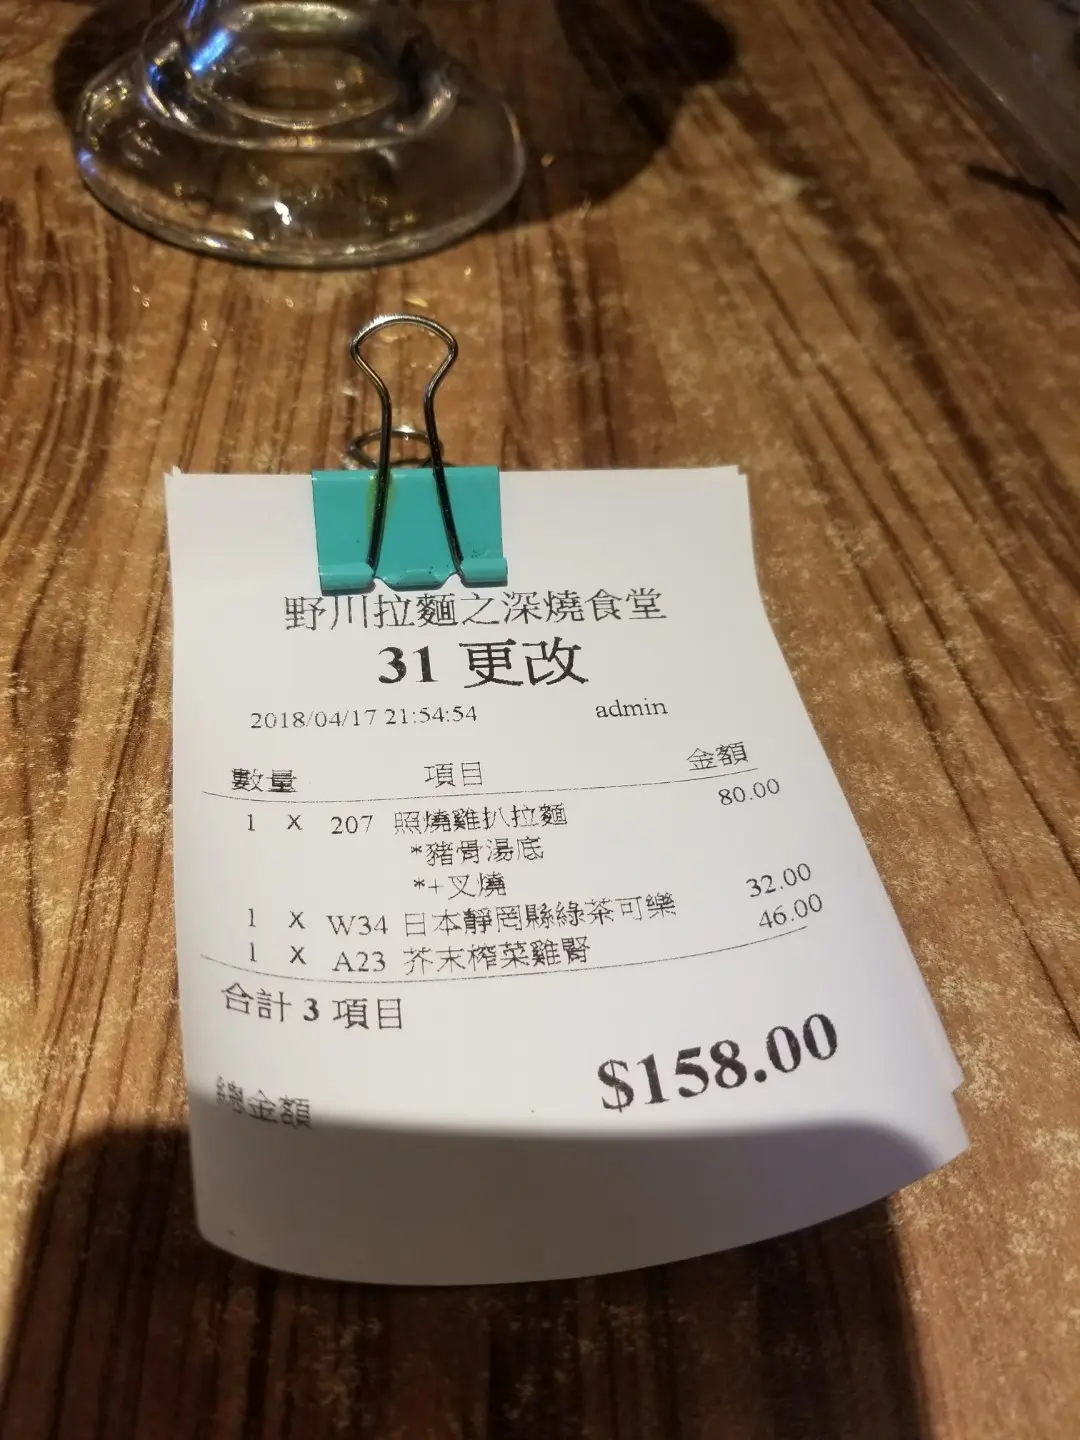 野川拉麵之深燒食堂
31 更改
2018/04/17 21:54:54 admin
數量 項目 金額
1 X 207 照燒雞扒拉麵 80.00
*豬骨湯底
*+叉燒
1 X W34 日本靜岡縣綠茶可樂 32.00
1 X A23 芥末榨菜雞腎 46.00
合計 3 項目
總金額 $158.00